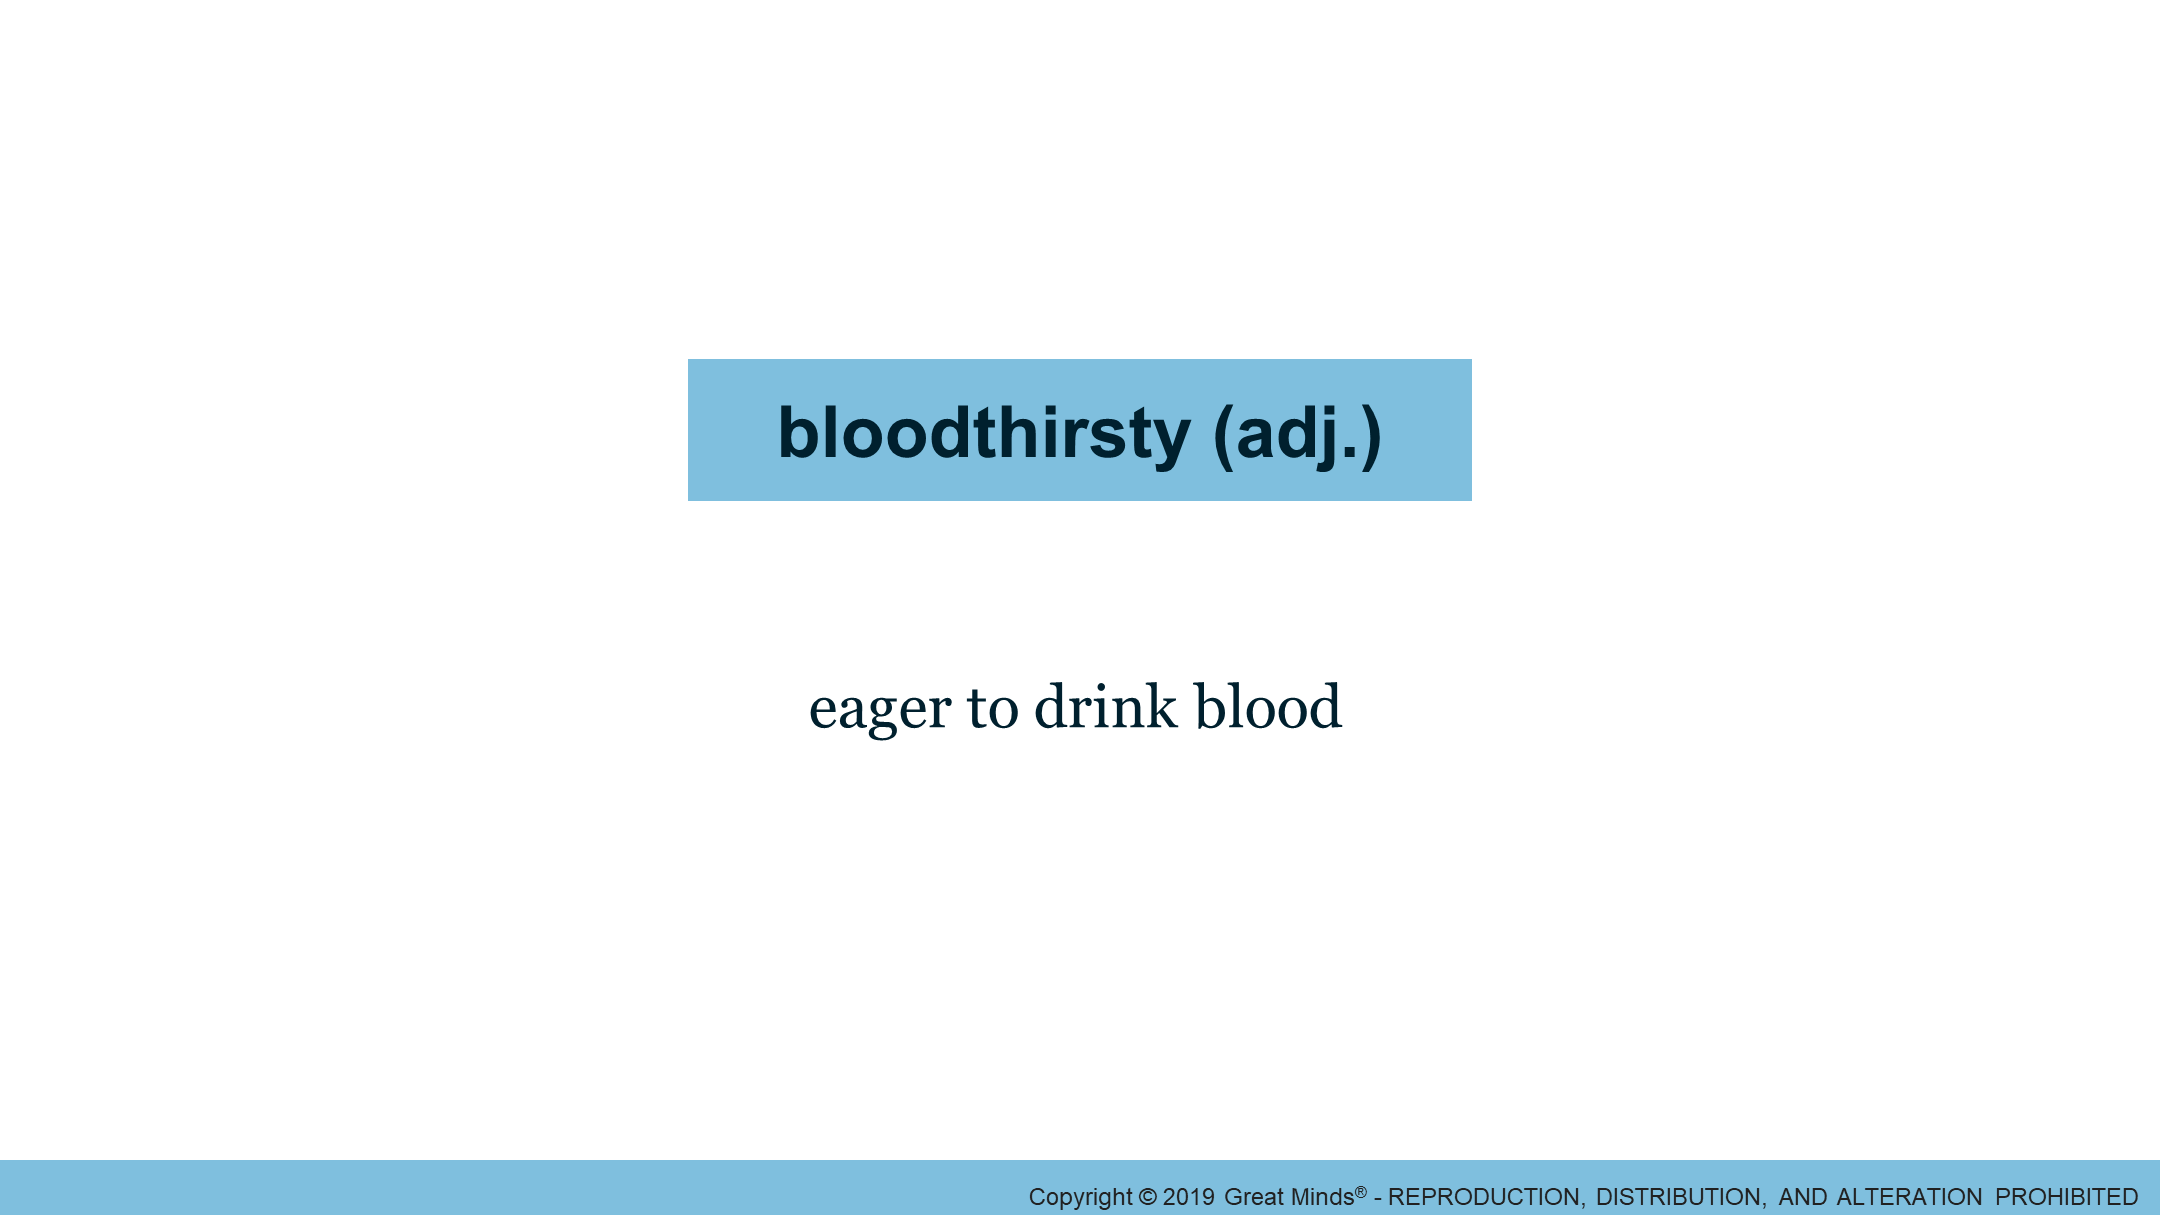 bloodthirsty (adj.)
eager to drink blood
Copyright © 2019 Great Minds® - REPRODUCTION, DISTRIBUTION, AND ALTERATION PROHIBITED